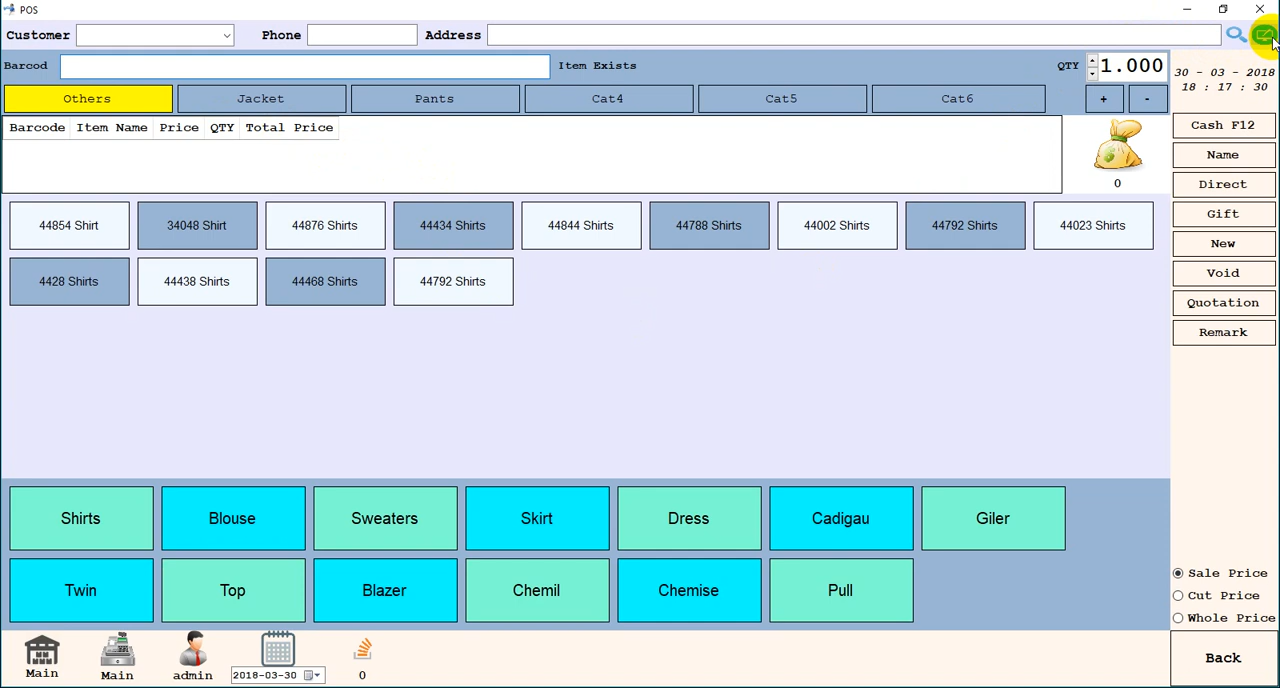 POS
Customer Phone Address
Barcod Item Exists QTY 1.000
30 - 03 - 2018
18 : 17 : 30
Others Jacket Pants Cat4 Cat5 Cat6 + -
Barcode Item Name Price QTY Total Price
0
Cash F12
Name
Direct
Gift
New
Void
Quotation
Remark
44854 Shirt 34048 Shirt 44876 Shirts 44434 Shirts 44844 Shirts 44788 Shirts 44002 Shirts 44792 Shirts 44023 Shirts
4428 Shirts 44438 Shirts 44468 Shirts 44792 Shirts
Shirts Blouse Sweaters Skirt Dress Cadigau Giler
Twin Top Blazer Chemil Chemise Pull
Sale Price
Cut Price
Whole Price
Main Main admin 2018-03-30 0
Back